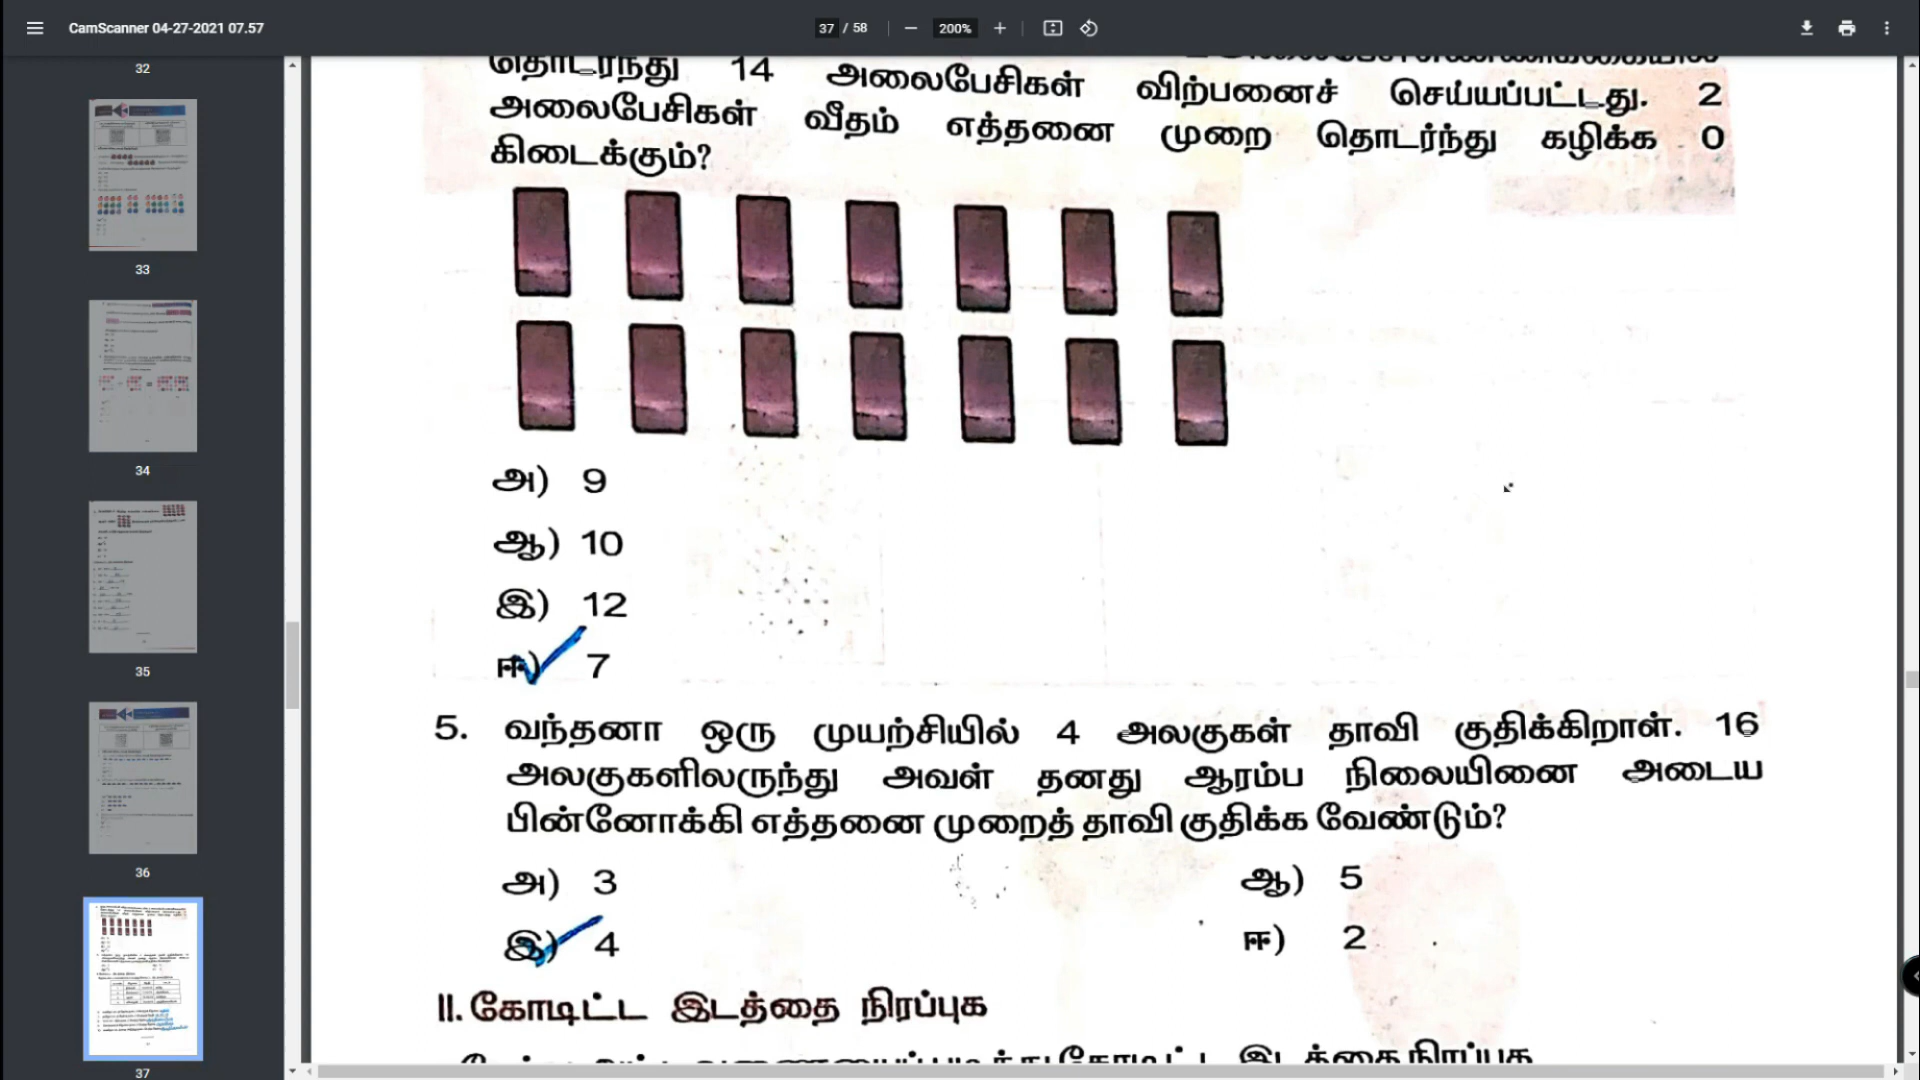 CamScanner 04-27-2021 07.57
37 / 58
200%
32
33
34
35
36
37
தொடர்ந்து 14 அலைபேசிகள் விற்பனைச் செய்யப்பட்டது. 2
அலைபேசிகள் வீதம் எத்தனை முறை தொடர்ந்து கழிக்க 0
கிடைக்கும்?
அ) 9
ஆ) 10
இ) 12
ஈ) 7
5. வந்தனா ஒரு முயற்சியில் 4 அலகுகள் தாவி குதிக்கிறாள். 16
அலகுகளிலருந்து அவள் தனது ஆரம்ப நிலையினை அடைய
பின்னோக்கி எத்தனை முறைத் தாவி குதிக்க வேண்டும்?
அ) 3
ஆ) 5
இ) 4
ஈ) 2
II. கோடிட்ட இடத்தை நிரப்புக
கோடிட்ட இடத்தை நிரப்புக